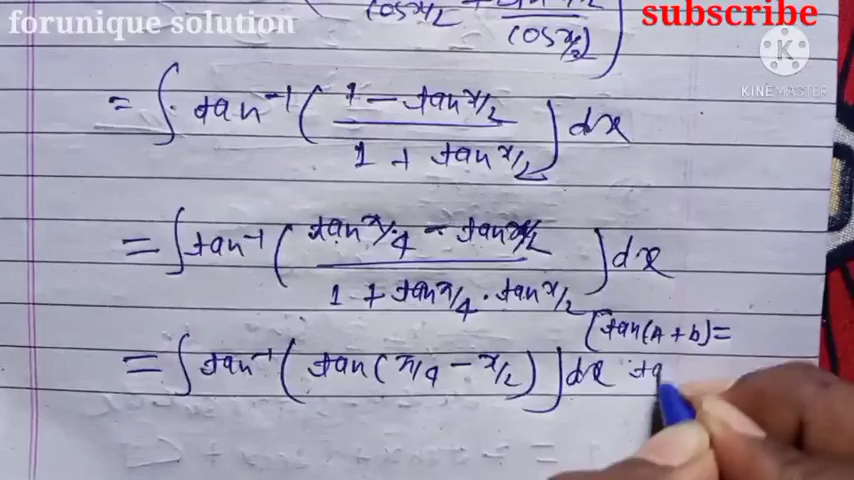 forunique solution
subscribe
K
KINEMASTER
cos x/2
cos x/2
= ∫ tan⁻¹ ( 1 - tan x/2 / 1 + tan x/2 ) dx
= ∫ tan⁻¹ ( tan π/4 - tan x/2 / 1 + tan π/4 . tan x/2 ) dx
[tan(A + b) =
= ∫ tan⁻¹ ( tan ( π/4 - x/2 ) ) dx ta